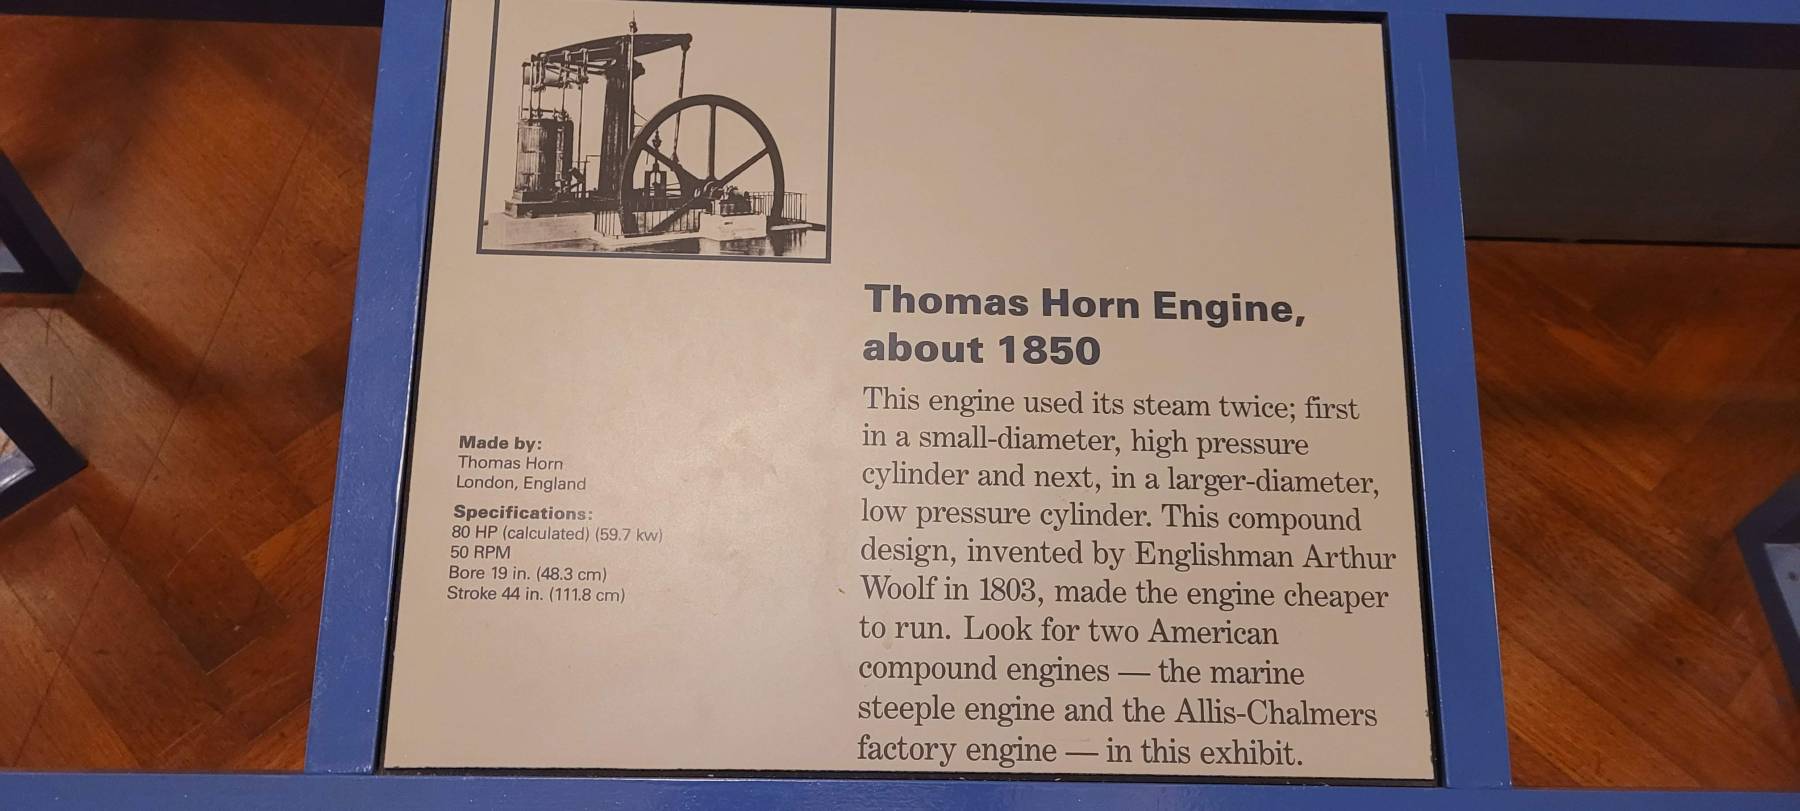 Thomas Horn Engine,
about 1850
This engine used its steam twice; first
in a small-diameter, high pressure
cylinder and next, in a larger-diameter,
low pressure cylinder. This compound
design, invented by Englishman Arthur
Woolf in 1803, made the engine cheaper
to run. Look for two American
compound engines — the marine
steeple engine and the Allis-Chalmers
factory engine — in this exhibit.
Made by:
Thomas Horn
London, England
Specifications:
80 HP (calculated) (59.7 kw)
50 RPM
Bore 19 in. (48.3 cm)
Stroke 44 in. (111.8 cm)